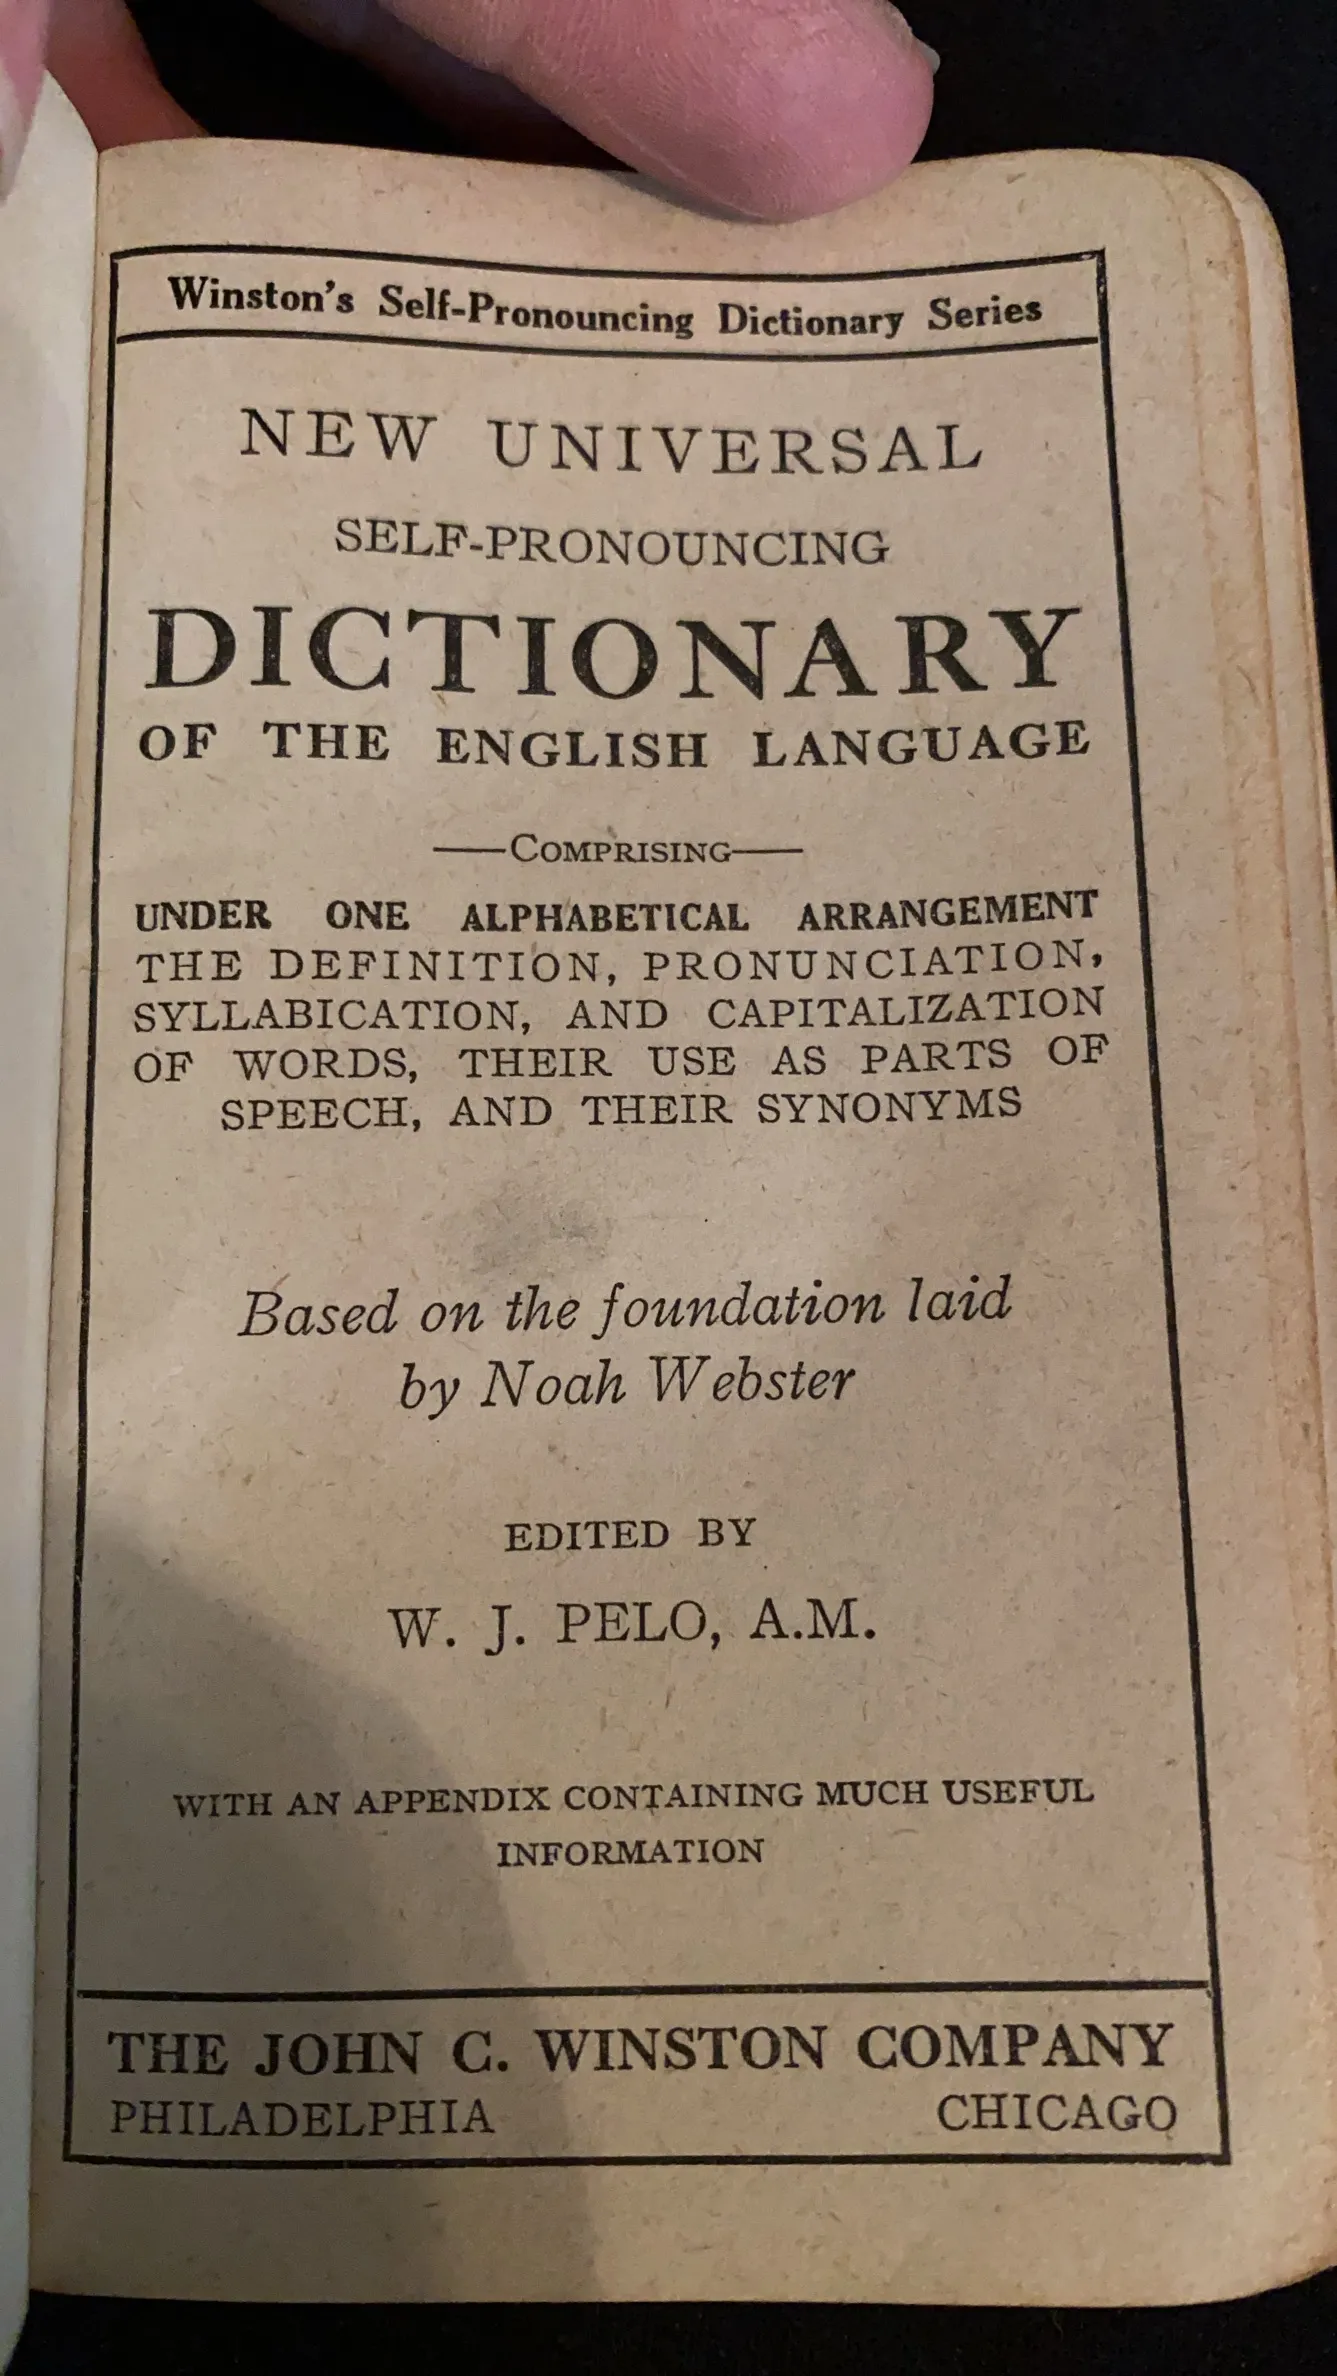 Winston's Self-Pronouncing Dictionary Series
NEW UNIVERSAL
SELF-PRONOUNCING
DICTIONARY
OF THE ENGLISH LANGUAGE
—COMPRISING—
UNDER ONE ALPHABETICAL ARRANGEMENT
THE DEFINITION, PRONUNCIATION,
SYLLABICATION, AND CAPITALIZATION
OF WORDS, THEIR USE AS PARTS OF
SPEECH, AND THEIR SYNONYMS
Based on the foundation laid
by Noah Webster
EDITED BY
W. J. PELO, A.M.
WITH AN APPENDIX CONTAINING MUCH USEFUL
INFORMATION
THE JOHN C. WINSTON COMPANY
PHILADELPHIA CHICAGO